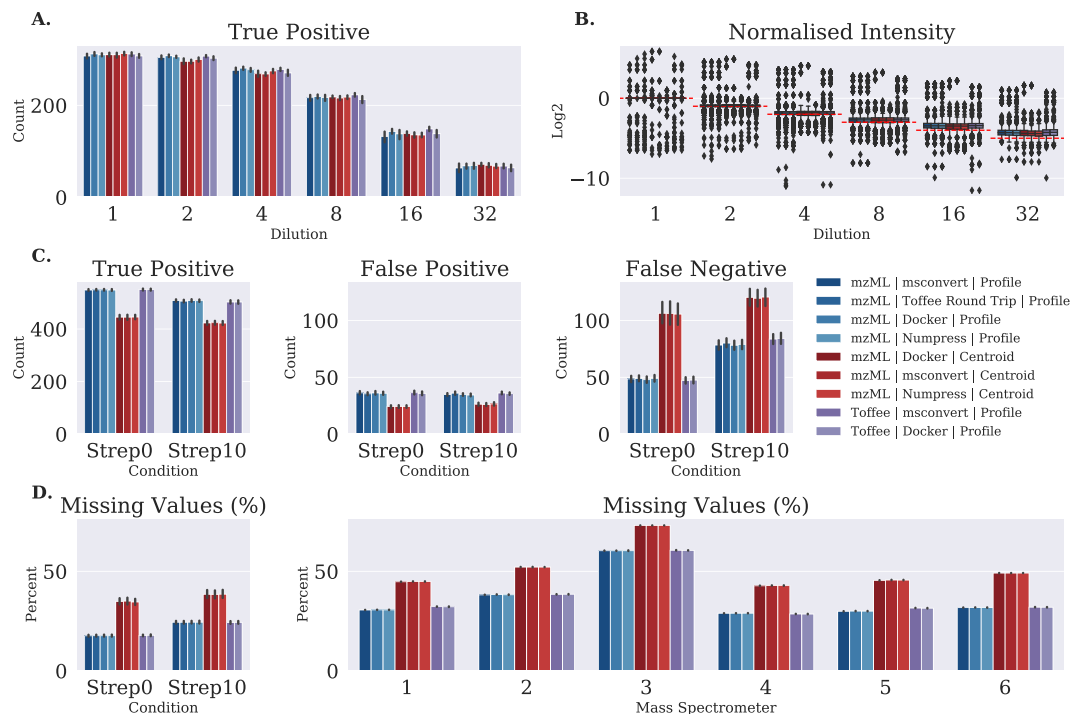 A.
True Positive
Count
200
0
1 2 4 8 16 32
Dilution
B.
Normalised Intensity
Log2
0
−10
1 2 4 8 16 32
Dilution
C.
True Positive
Count
400
200
0
Strep0 Strep10
Condition
False Positive
Count
100
50
0
Strep0 Strep10
Condition
False Negative
Count
100
50
0
Strep0 Strep10
Condition
mzML | msconvert | Profile
mzML | Toffee Round Trip | Profile
mzML | Docker | Profile
mzML | Numpress | Profile
mzML | Docker | Centroid
mzML | msconvert | Centroid
mzML | Numpress | Centroid
Toffee | msconvert | Profile
Toffee | Docker | Profile
D.
Missing Values (%)
Percent
50
0
Strep0 Strep10
Condition
Missing Values (%)
Percent
50
0
1 2 3 4 5 6
Mass Spectrometer